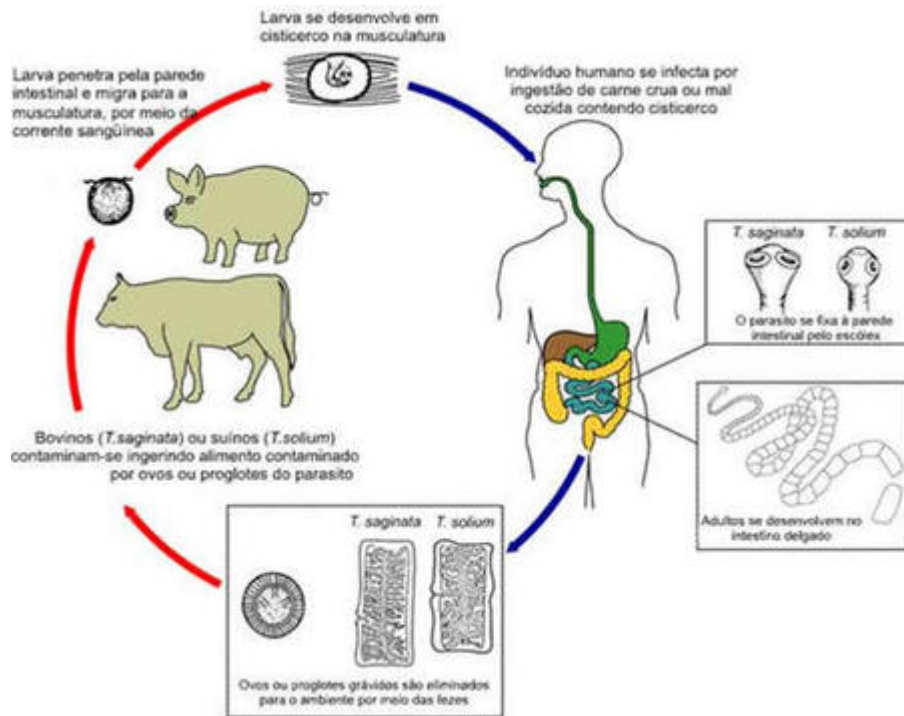 Larva se desenvolve em
cisticerco na musculatura
Larva penetra pela parede
intestinal e migra para a
musculatura, por meio da
corrente sangüínea
Indivíduo humano se infecta por
ingestão de carne crua ou mal
cozida contendo cisticerco
T. saginata T. solium
O parasito se fixa à parede
intestinal pelo escólex
Adultos se desenvolvem no
intestino delgado
Bovinos (T.saginata) ou suínos (T.solium)
contaminam-se ingerindo alimento contaminado
por ovos ou proglotes do parasito
T. saginata T. solium
Ovos ou proglotes grávidos são eliminados
para o ambiente por meio das fezes